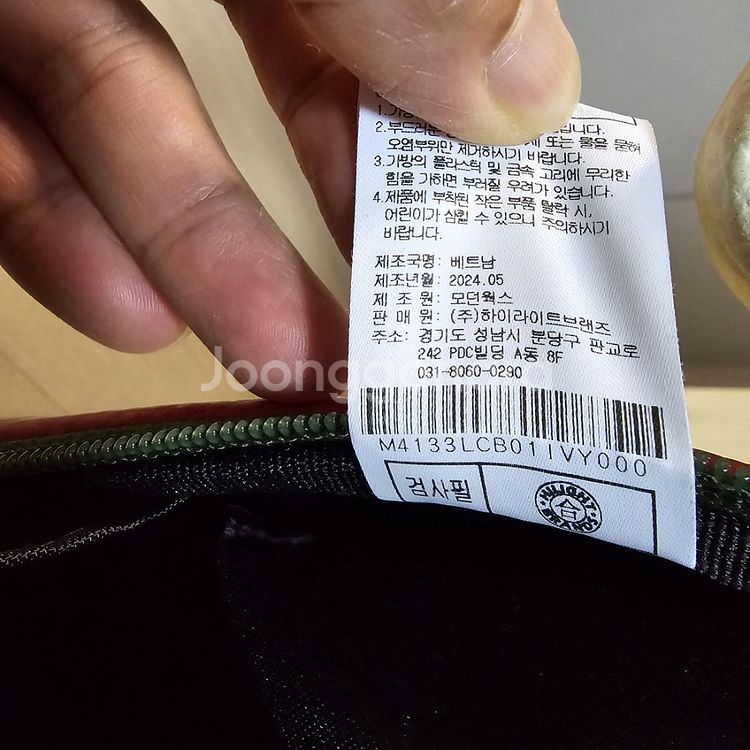 1.가방
2.부드러운 또는 물을 묻혀
오염부위만 제거하시기 바랍니다.
3.가방의 플라스틱 및 금속 고리에 무리한
힘을 가하면 부러질 우려가 있습니다.
4.제품에 부착된 작은 부품 탈락 시,
어린이가 삼킬 수 있으니 주의하시기
바랍니다.
제조국명: 베트남
제조년월: 2024.05
제 조 원: 모던웍스
판 매 원: (주)하이라이트브랜즈
주소: 경기도 성남시 분당구 판교로
242 PDC빌딩 A동 8F
031-8060-0290
M4133LCB01IVY000
검사필
合